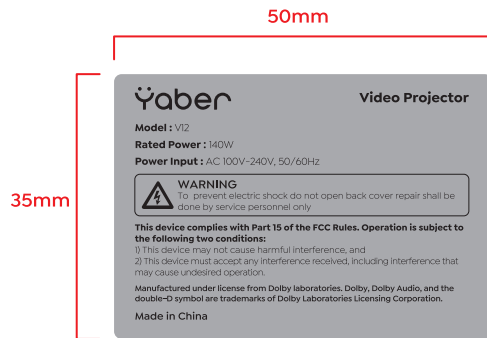 50mm
35mm
Ÿaber
Video Projector
Model : V12
Rated Power : 140W
Power Input : AC 100V-240V, 50/60Hz
WARNING
To prevent electric shock do not open back cover repair shall be
done by service personnel only
This device complies with Part 15 of the FCC Rules. Operation is subject to
the following two conditions:
1) This device may not cause harmful interference, and
2) This device must accept any interference received, including interference that
may cause undesired operation.
Manufactured under license from Dolby laboratories. Dolby, Dolby Audio, and the
double-D symbol are trademarks of Dolby Laboratories Licensing Corporation.
Made in China